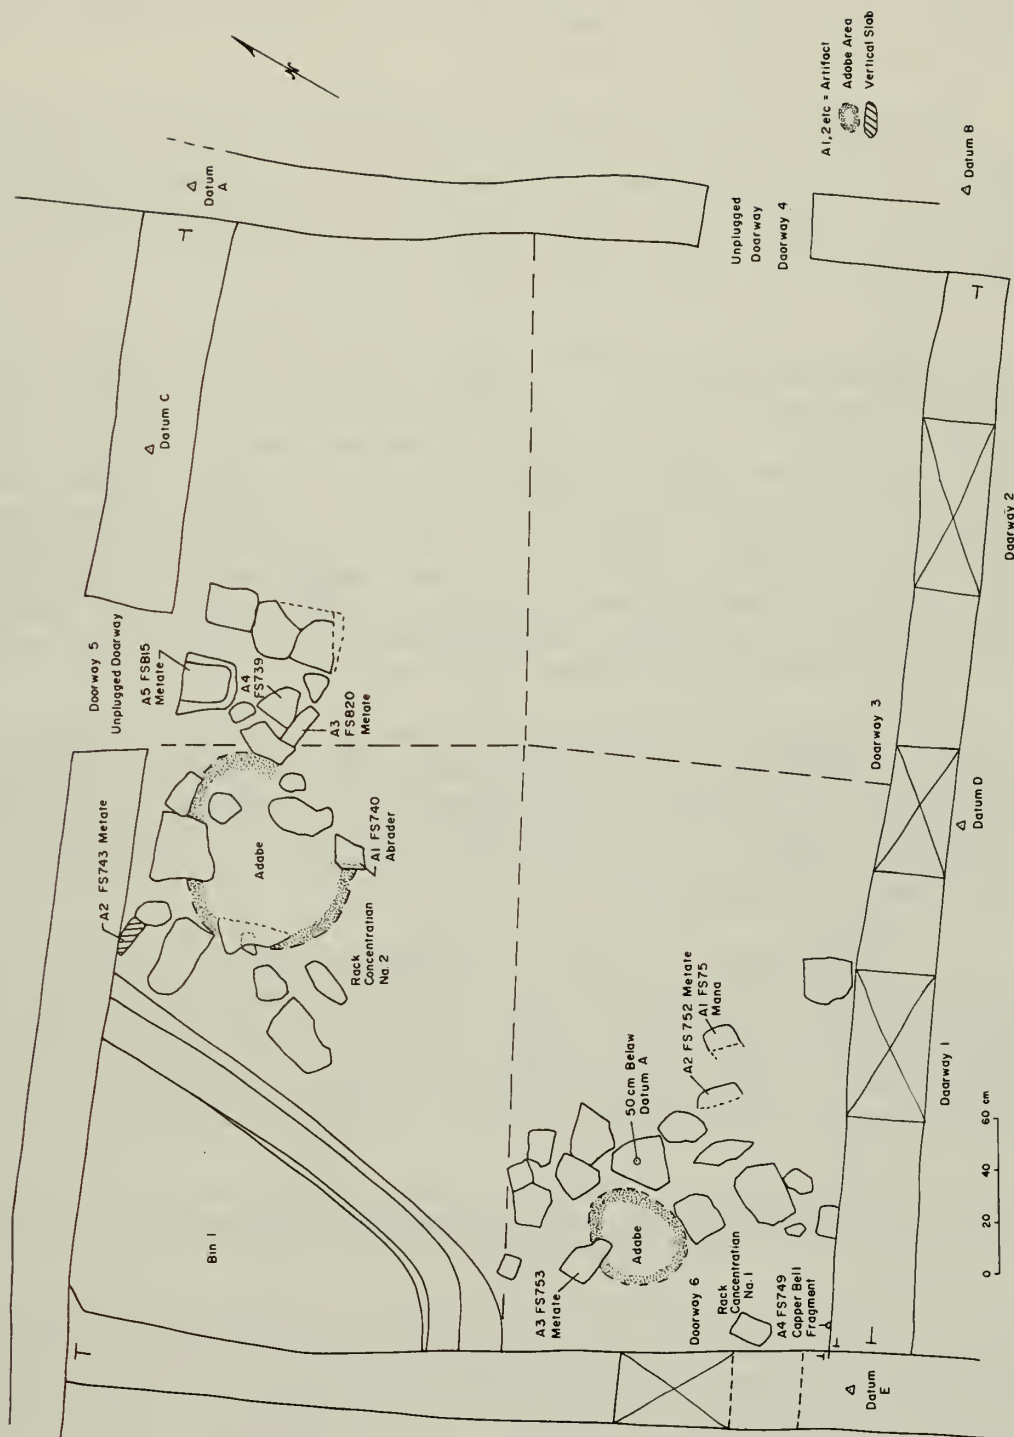 N
Datum
A
A1,2 etc = Artifact
Adobe Area
Vertical Slab
Datum B
Unplugged
Doorway
Doorway 4
T
T
Datum C
Doorway 5
Unplugged Doorway
A5 FS815
Metate
A4
FS739
A3
FS820
Metate
A2 FS743 Metate
Adobe
A1 FS740
Abrader
Rock
Concentration
No. 2
Doorway 2
Doorway 3
Datum D
Doorway 1
A2 FS752 Metate
A1 FS75
Mano
50 cm Below
Datum A
Bin 1
Adobe
A3 FS753
Metate
Doorway 6
Rock
Concentration
No. 1
A4 FS749
Copper Bell
Fragment
T
T
T
T
Datum
E
0 20 40 60 cm